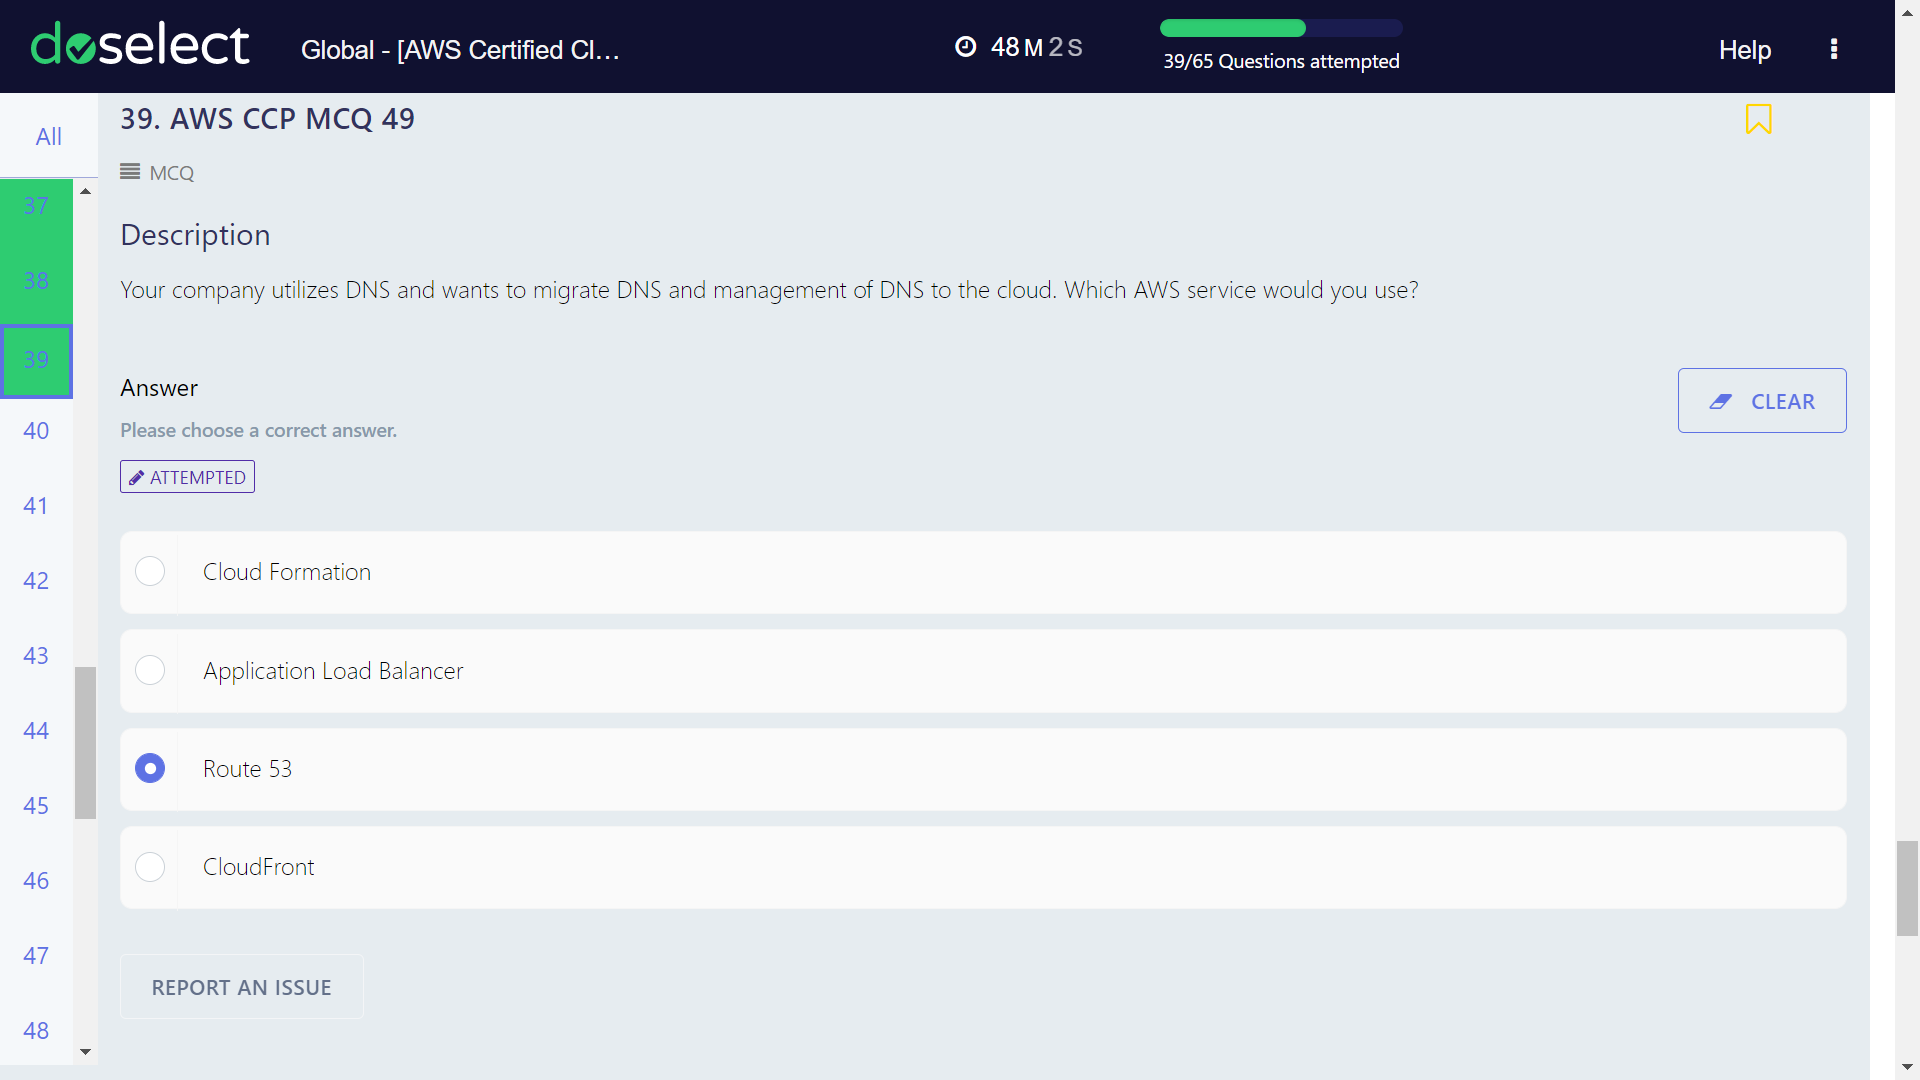 doselect
Global - [AWS Certified Cl...
48 M 2 S
39/65 Questions attempted
Help
All
37
38
39
40
41
42
43
44
45
46
47
48
39. AWS CCP MCQ 49
MCQ
Description
Your company utilizes DNS and wants to migrate DNS and management of DNS to the cloud. Which AWS service would you use?
Answer
Please choose a correct answer.
CLEAR
ATTEMPTED
Cloud Formation
Application Load Balancer
Route 53
CloudFront
REPORT AN ISSUE